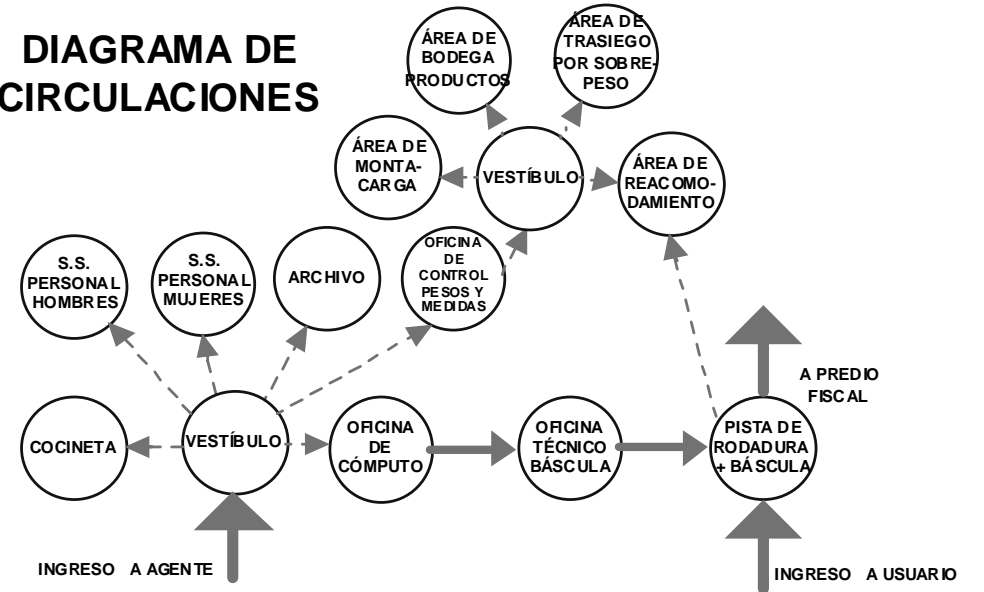 DIAGRAMA DE
CIRCULACIONES
ÁREA DE
BODEGA
PRODUCTOS
ÁREA DE
TRASIEGO
POR SOBRE-
PESO
ÁREA DE
MONTA-
CARGA
VESTÍBULO
ÁREA DE
REACOMO-
DAMIENTO
S.S.
PERSONAL
HOMBRES
S.S.
PERSONAL
MUJERES
ARCHIVO
OFICINA
DE
CONTROL
PESOS Y
MEDIDAS
A PREDIO
FISCAL
COCINETA
VESTÍBULO
OFICINA
DE
CÓMPUTO
OFICINA
TÉCNICO
BÁSCULA
PISTA DE
RODADURA
+ BÁSCULA
INGRESO A AGENTE
INGRESO A USUARIO